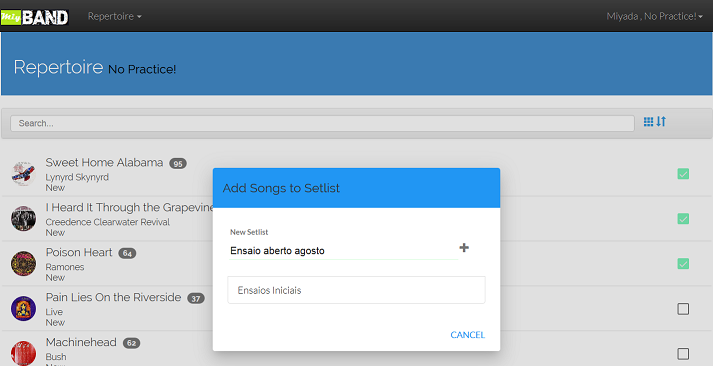 My BAND
Repertoire
Miyada , No Practice!
Repertoire No Practice!
Search...
Sweet Home Alabama 95
Lynyrd Skynyrd
New
I Heard It Through the Grapevine
Creedence Clearwater Revival
New
Poison Heart 64
Ramones
New
Pain Lies On the Riverside 37
Live
New
Machinehead 62
Bush
New
Add Songs to Setlist
New Setlist
Ensaio aberto agosto
Ensaios Iniciais
CANCEL